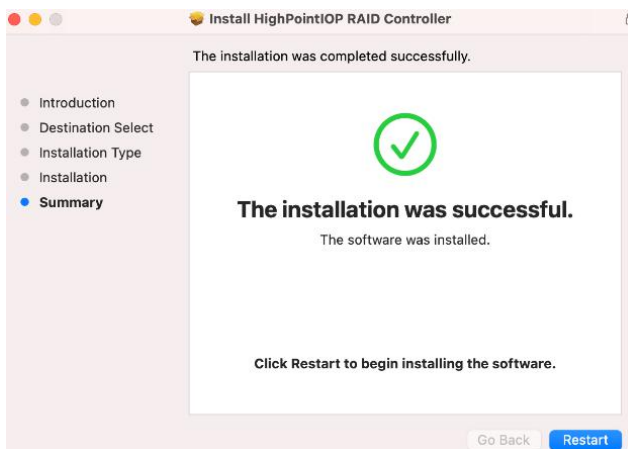 Install HighPointIOP RAID Controller
The installation was completed successfully.
Introduction
Destination Select
Installation Type
Installation
Summary
The installation was successful.
The software was installed.
Click Restart to begin installing the software.
Go Back
Restart